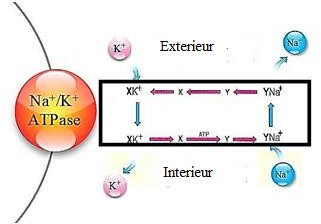 K⁺ Exterieur Na⁺
XK⁺ X Y YNa⁺
Na⁺/K⁺
ATPase
XK⁺ X ATP Y YNa⁺
K⁺ Interieur Na⁺